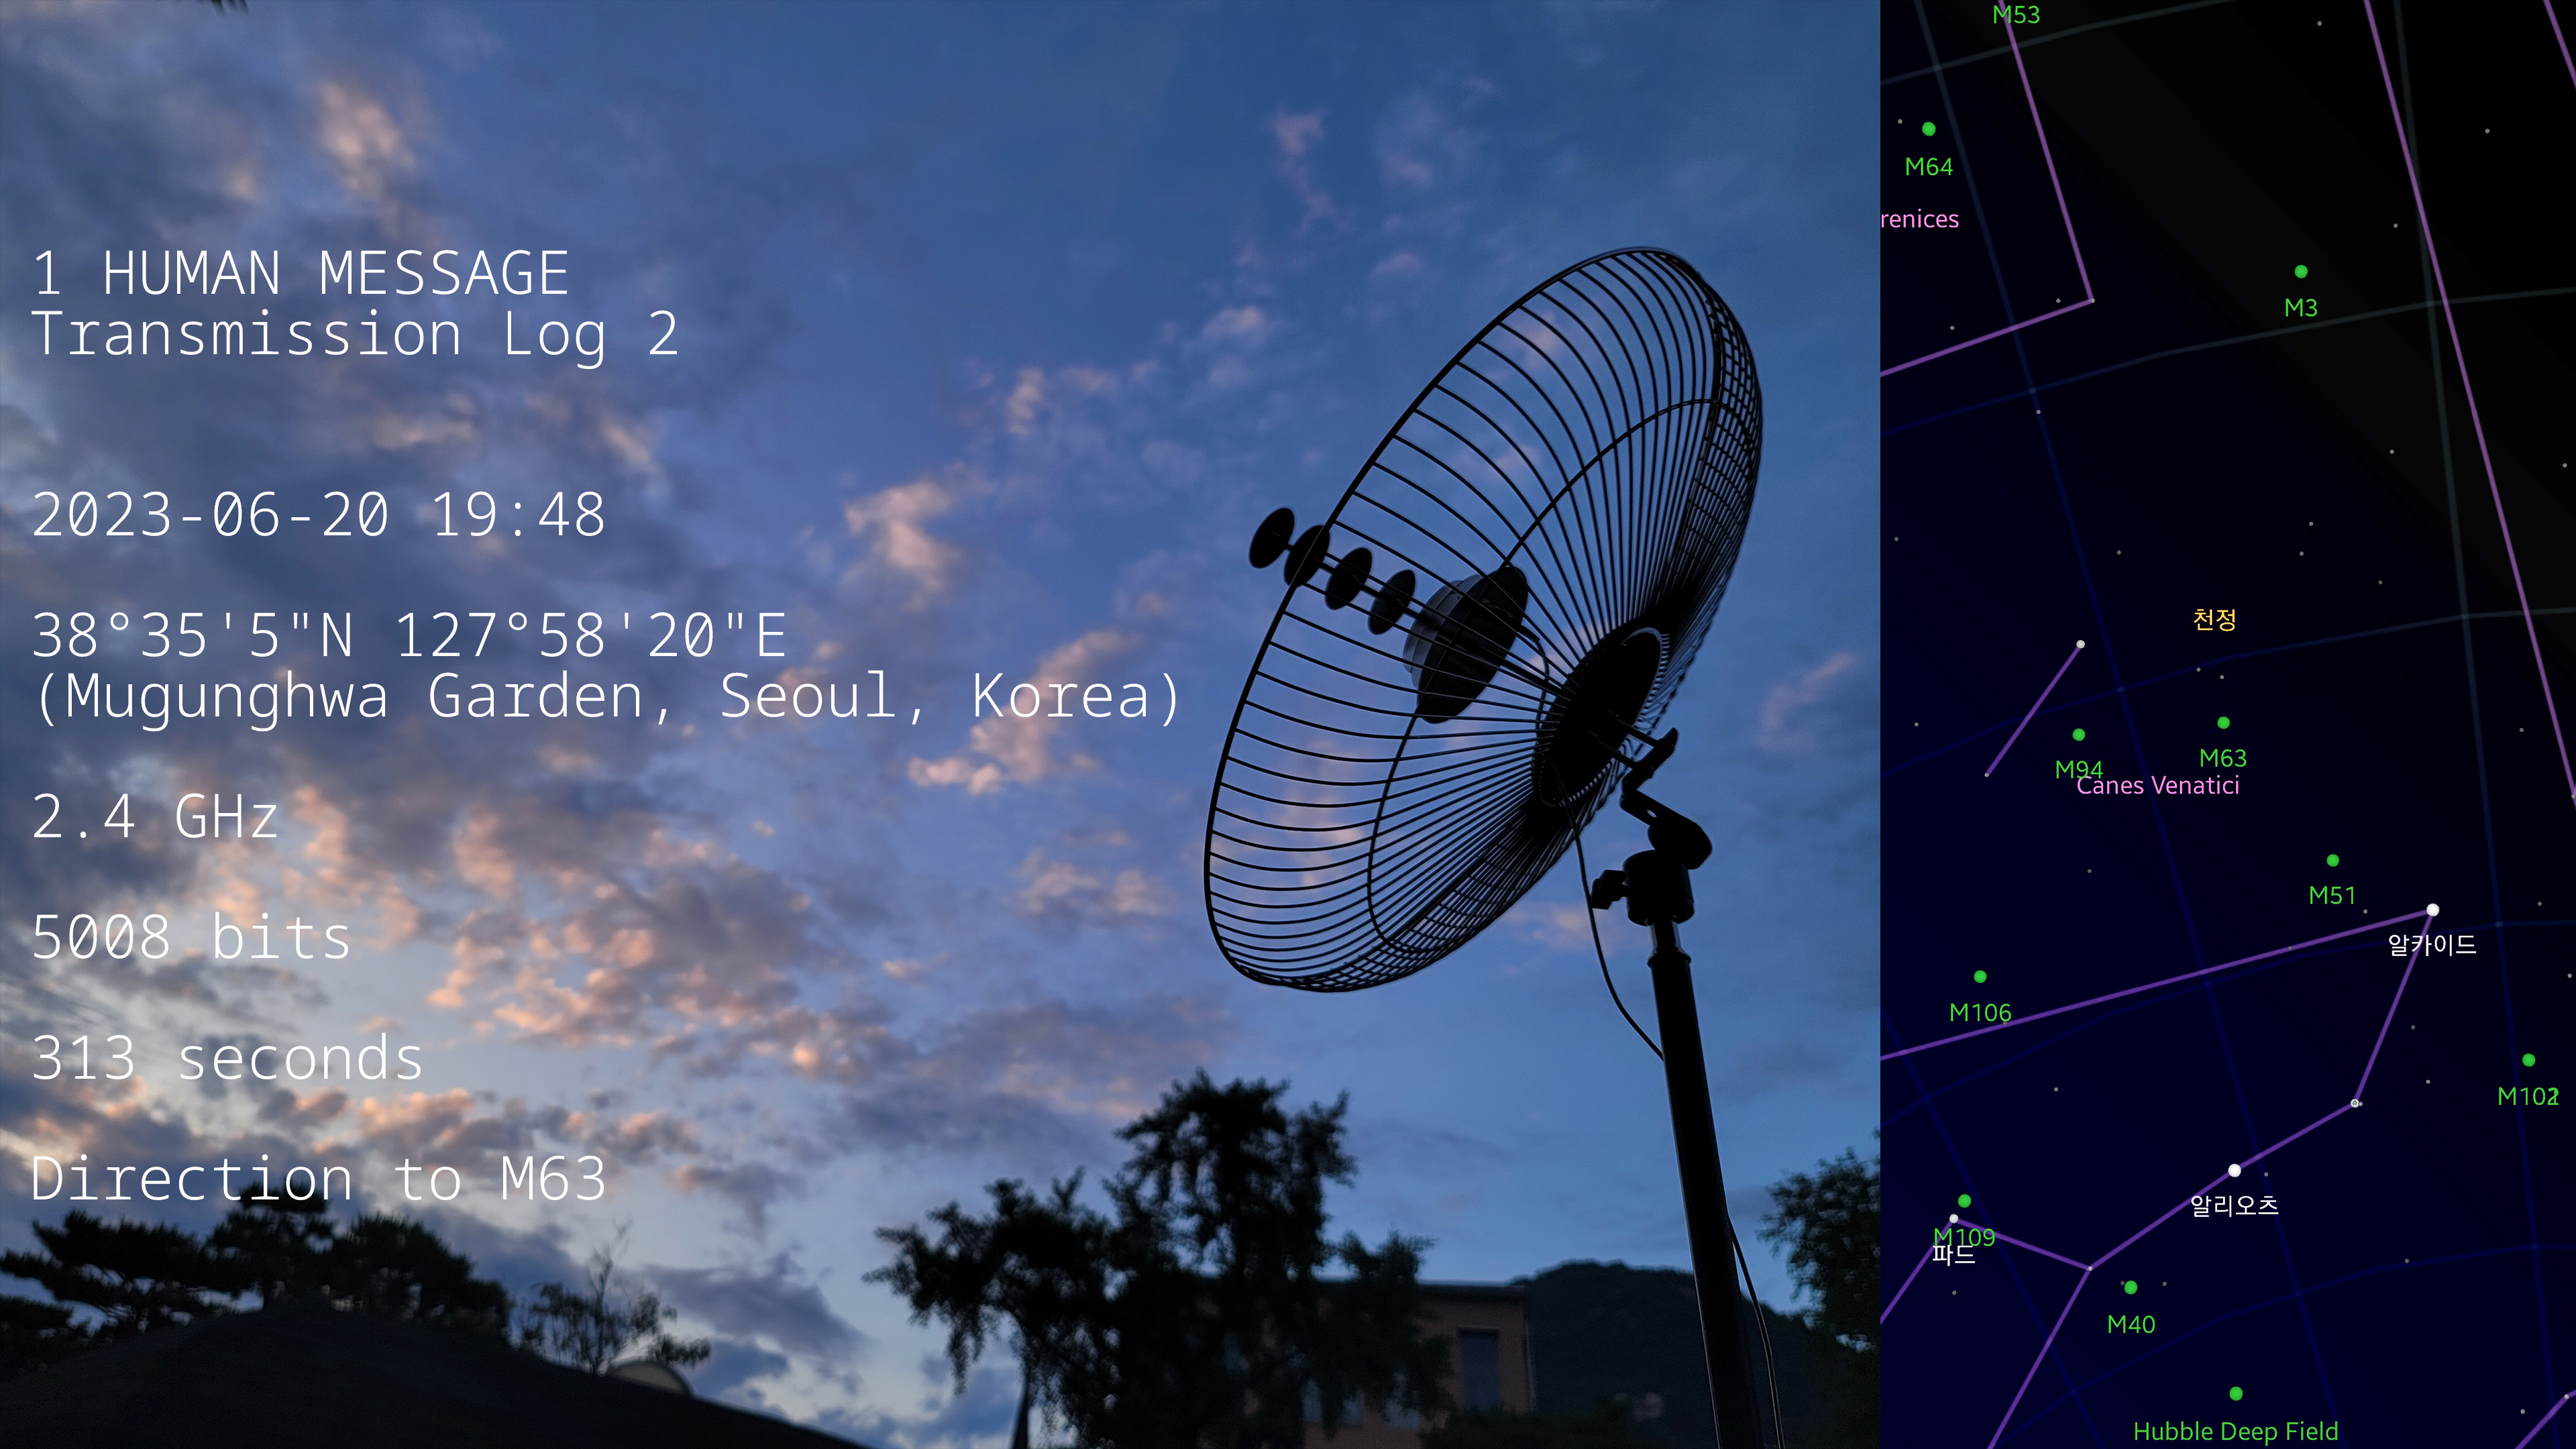 1 HUMAN MESSAGE
Transmission Log 2
2023-06-20 19:48
38°35'5"N 127°58'20"E
(Mugunghwa Garden, Seoul, Korea)
2.4 GHz
5008 bits
313 seconds
Direction to M63
M53
M64
renices
M3
천정
M94
M63
Canes Venatici
M51
알카이드
M106
M102
알리오츠
M109
파드
M40
Hubble Deep Field